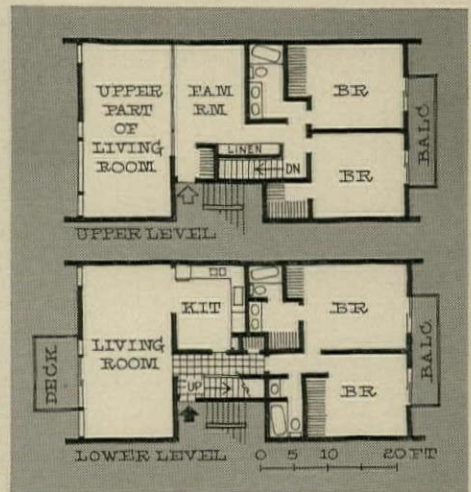 UPPER
PART
OF
LIVING
ROOM
FAM
RM
BR
BALC.
LINEN
DN
BR
UPPER LEVEL
KIT
BR
LIVING
ROOM
DECK
BALC.
UP
BR
LOWER LEVEL
0 5 10 20 FT